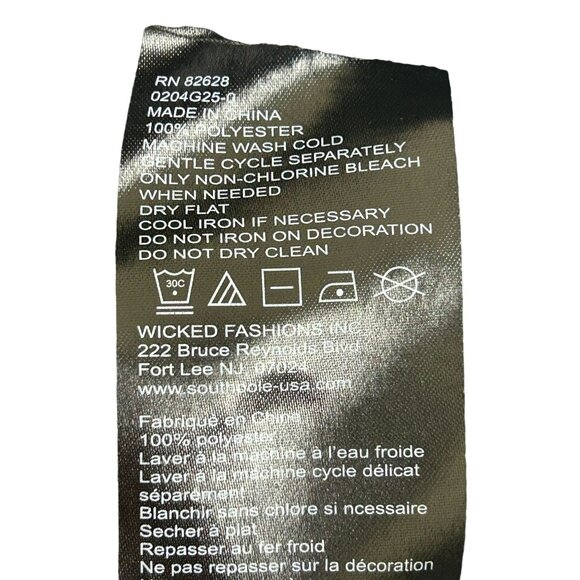 RN 82628
0204G25-0
MADE IN CHINA
100% POLYESTER
MACHINE WASH COLD
GENTLE CYCLE SEPARATELY
ONLY NON-CHLORINE BLEACH
WHEN NEEDED
DRY FLAT
COOL IRON IF NECESSARY
DO NOT IRON ON DECORATION
DO NOT DRY CLEAN
30C
WICKED FASHIONS INC
222 Bruce Reynolds Blvd
Fort Lee NJ, 07024
www.southpole-usa.com
Fabriqué en Chine
100% polyester
Laver à la machine à l'eau froide
Laver à la machine cycle délicat
séparément
Blanchir sans chlore si ncessaire
Secher à plat
Repasser au fer froid
Ne pas repasser sur la décoration